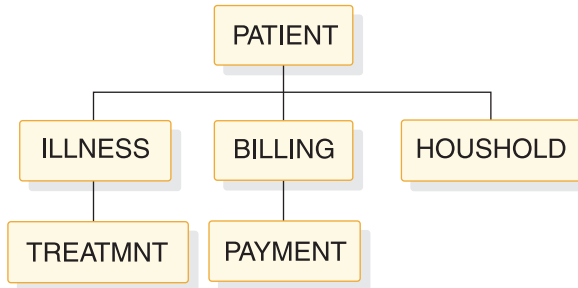 PATIENT
ILLNESS
BILLING
HOUSHOLD
TREATMNT
PAYMENT